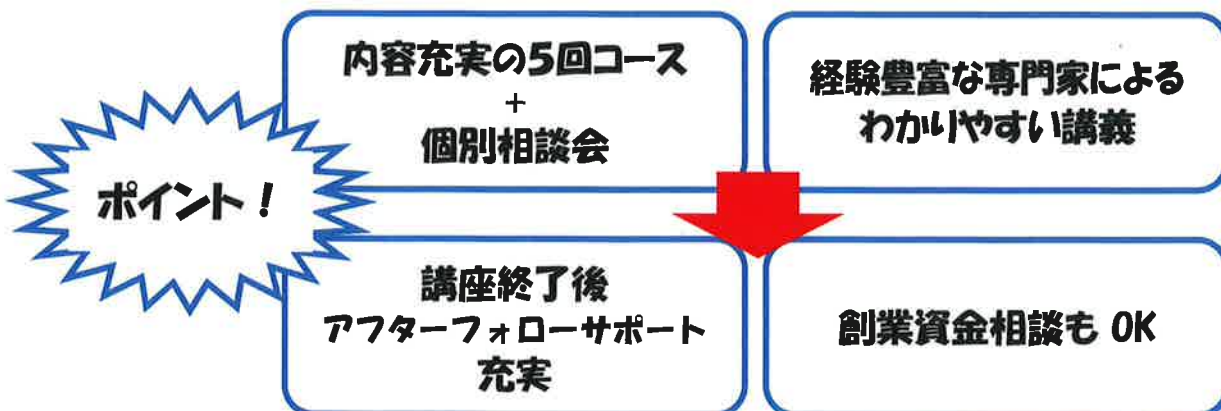 ポイント!
内容充実の5回コース
+
個別相談会
経験豊富な専門家による
わかりやすい講義
講座終了後
アフターフォローサポート
充実
創業資金相談も OK